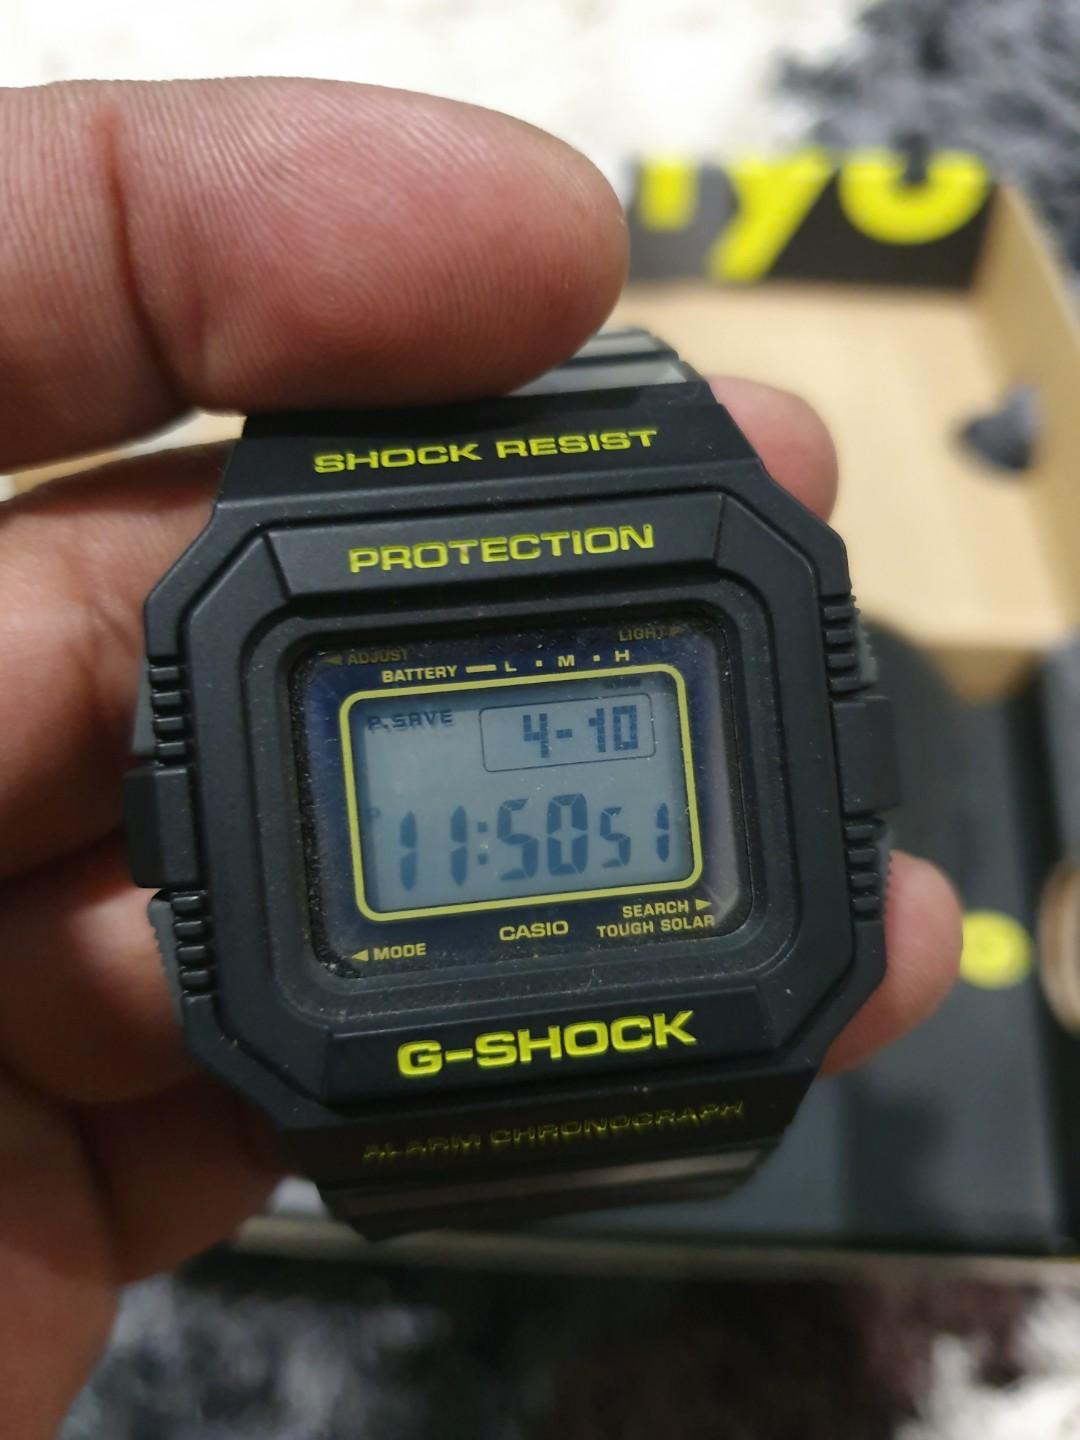 SHOCK RESIST
PROTECTION
LIGHT
ADJUST
BATTERY L M H
P.SAVE 4-10
P 11:50 51
SEARCH
CASIO TOUGH SOLAR
MODE
G-SHOCK
ALARM CHRONOGRAPH